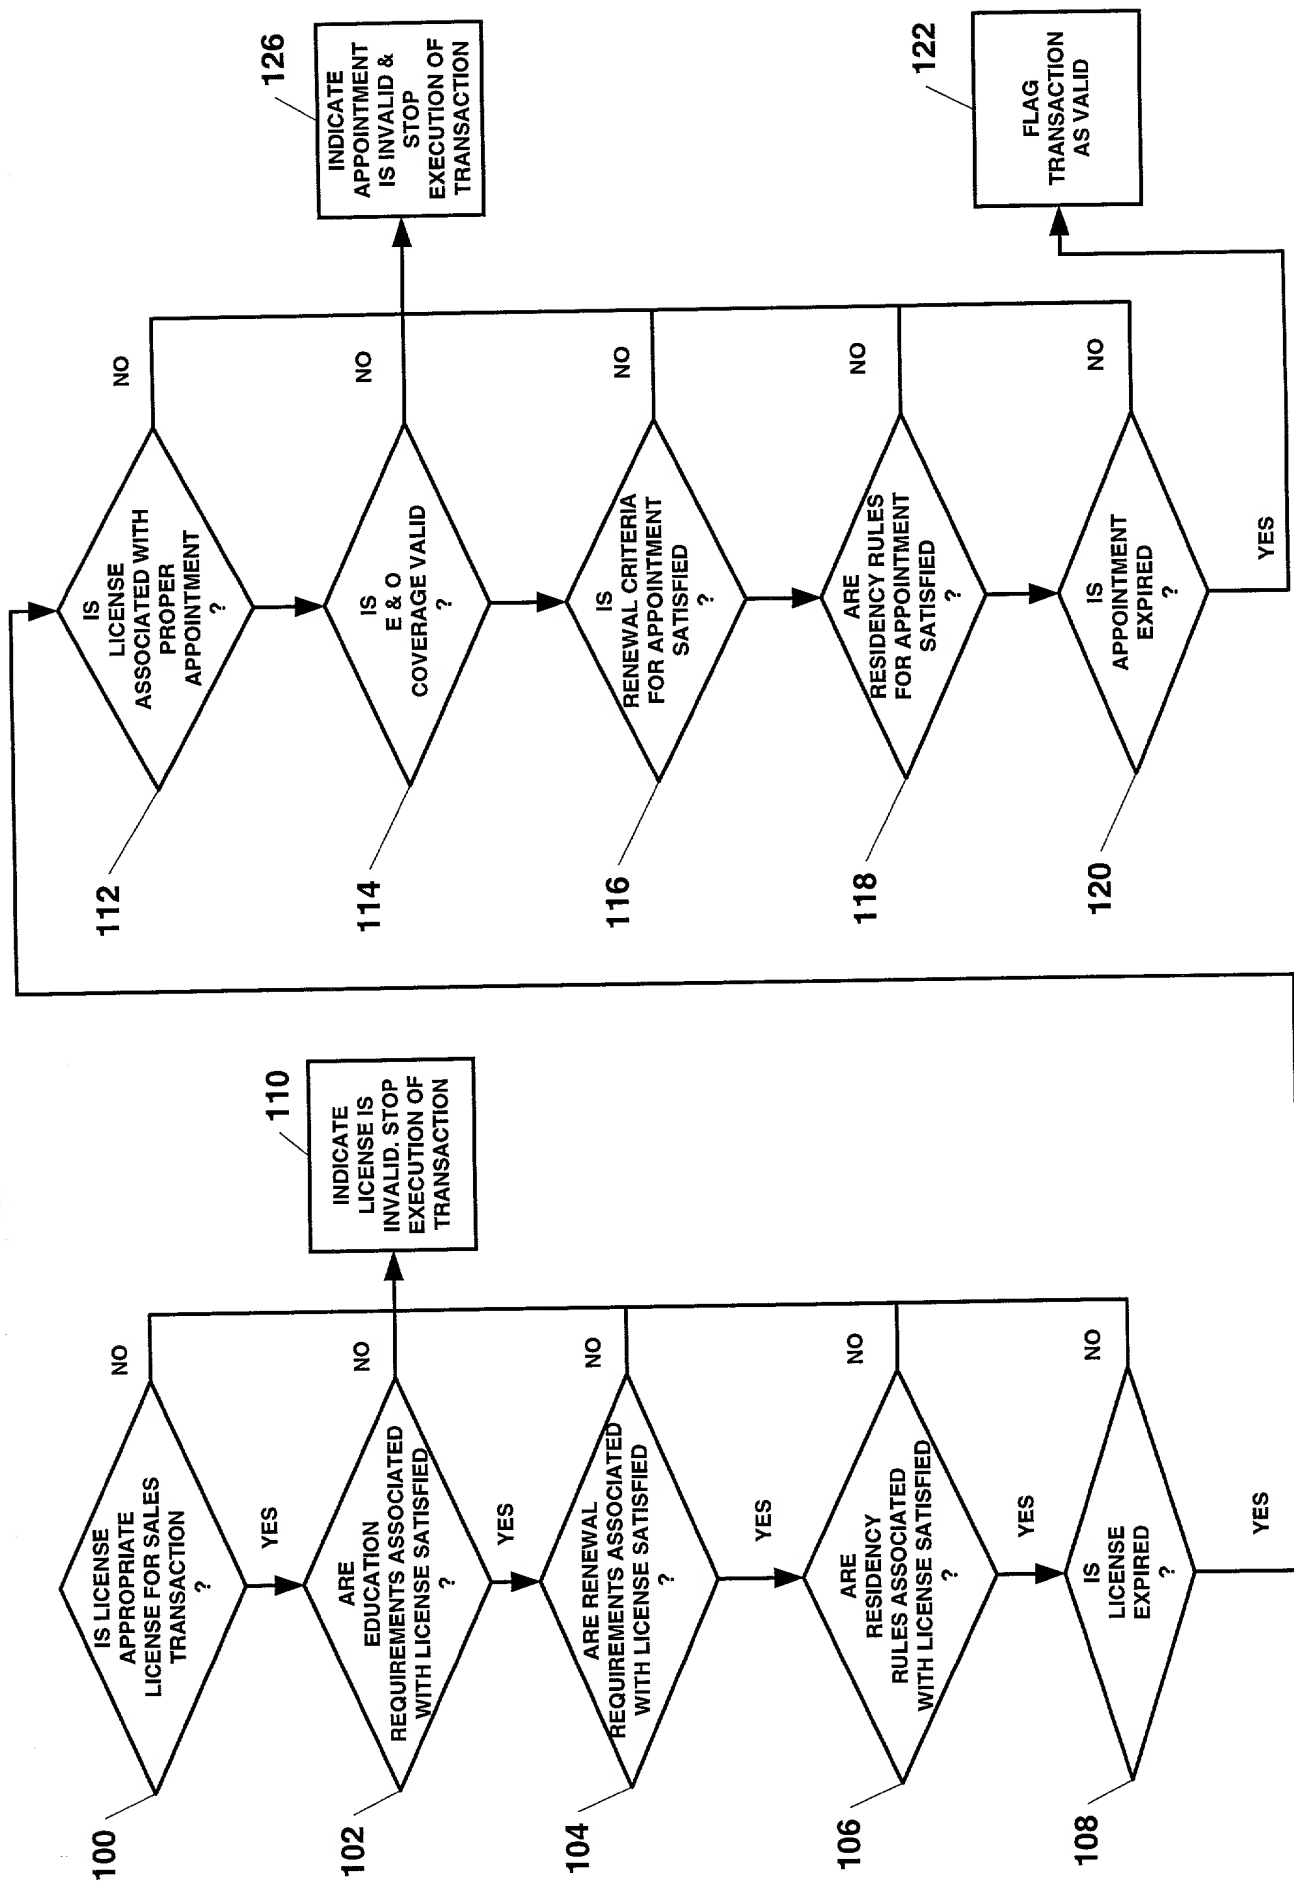 100
IS LICENSE
APPROPRIATE
LICENSE FOR SALES
TRANSACTION
?
NO
YES
102
ARE
EDUCATION
REQUIREMENTS ASSOCIATED
WITH LICENSE SATISFIED
?
NO
YES
110
INDICATE
LICENSE IS
INVALID. STOP
EXECUTION OF
TRANSACTION
104
ARE RENEWAL
REQUIREMENTS ASSOCIATED
WITH LICENSE SATISFIED
?
NO
YES
106
ARE
RESIDENCY
RULES ASSOCIATED
WITH LICENSE SATISFIED
?
NO
YES
108
IS
LICENSE
EXPIRED
?
NO
YES
112
IS
LICENSE
ASSOCIATED WITH
PROPER
APPOINTMENT
?
NO
114
IS
E & O
COVERAGE VALID
?
NO
126
INDICATE
APPOINTMENT
IS INVALID &
STOP
EXECUTION OF
TRANSACTION
116
IS
RENEWAL CRITERIA
FOR APPOINTMENT
SATISFIED
?
NO
118
ARE
RESIDENCY RULES
FOR APPOINTMENT
SATISFIED
?
NO
120
IS
APPOINTMENT
EXPIRED
?
NO
YES
122
FLAG
TRANSACTION
AS VALID